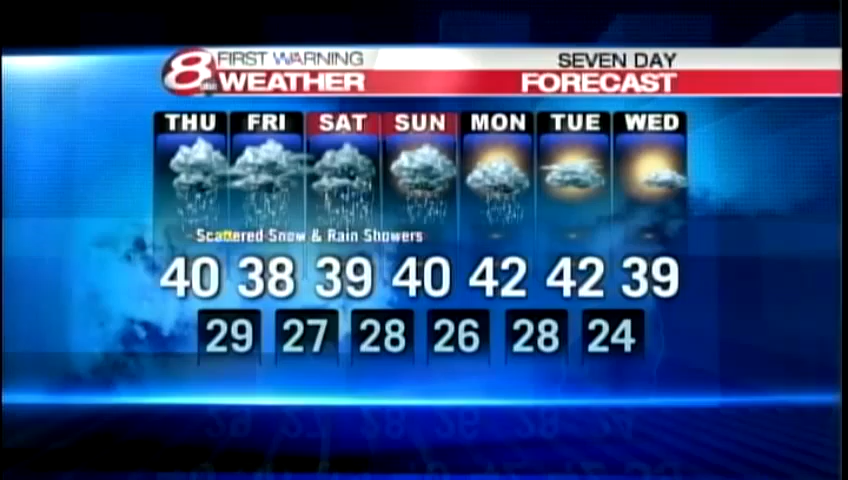 8 FIRST WARNING
WEATHER
SEVEN DAY
FORECAST
THU FRI SAT SUN MON TUE WED
Scattered Snow & Rain Showers
40 38 39 40 42 42 39
29 27 28 26 28 24